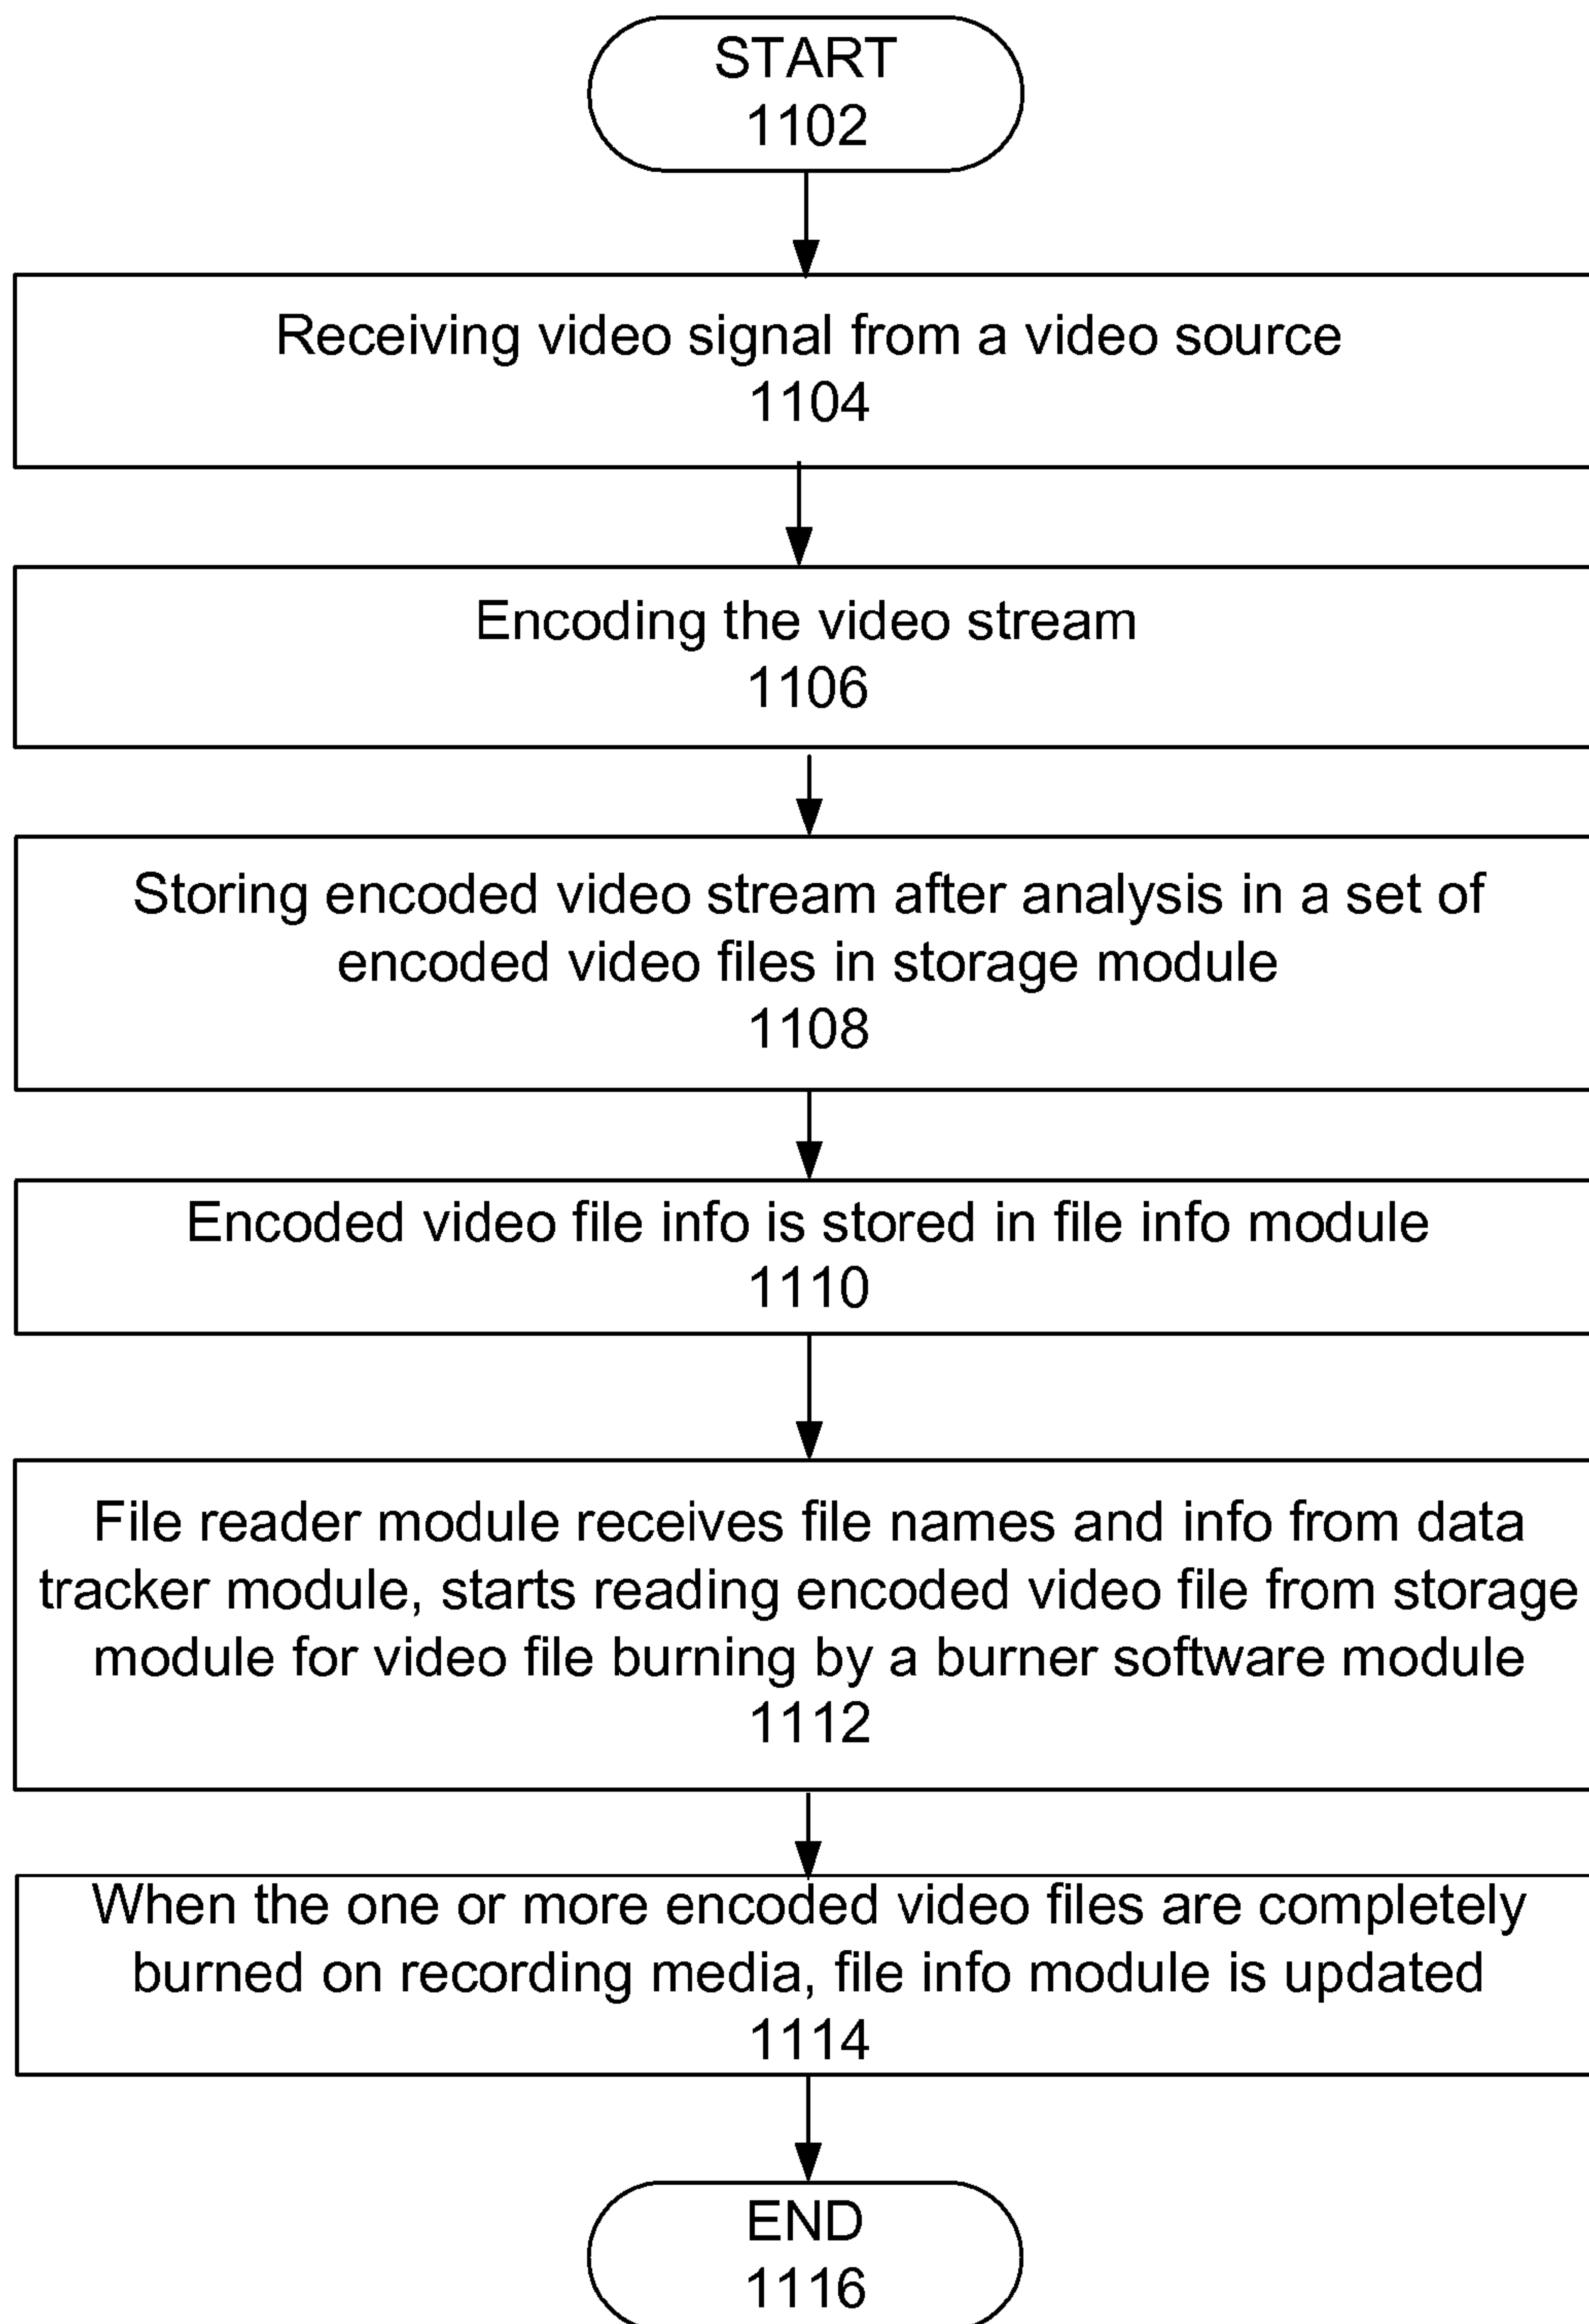 START
1102
Receiving video signal from a video source
1104
Encoding the video stream
1106
Storing encoded video stream after analysis in a set of
encoded video files in storage module
1108
Encoded video file info is stored in file info module
1110
File reader module receives file names and info from data
tracker module, starts reading encoded video file from storage
module for video file burning by a burner software module
1112
When the one or more encoded video files are completely
burned on recording media, file info module is updated
1114
END
1116